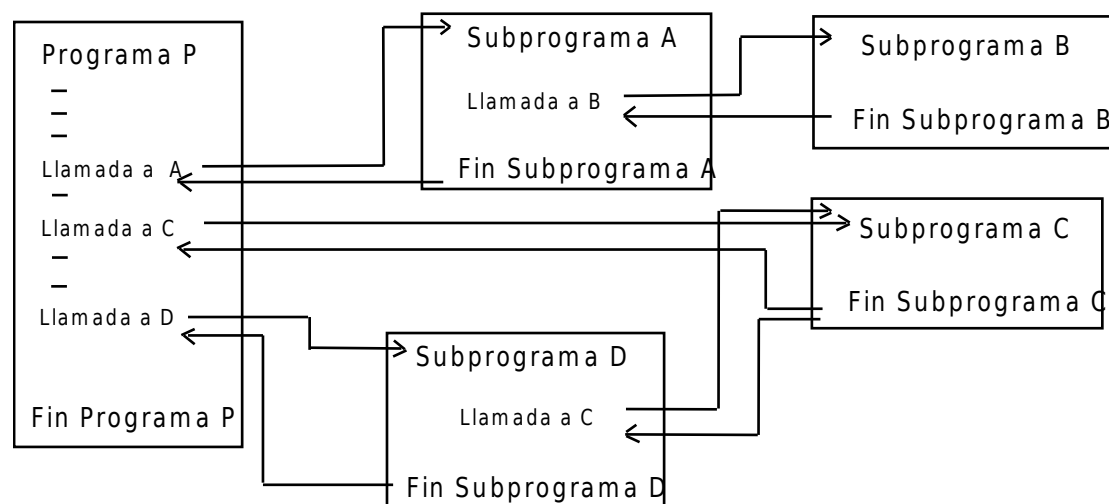 Programa P
Llamada a A
Llamada a C
Llamada a D
Fin Programa P
Subprograma A
Llamada a B
Fin Subprograma A
Subprograma B
Fin Subprograma B
Subprograma C
Fin Subprograma C
Subprograma D
Llamada a C
Fin Subprograma D